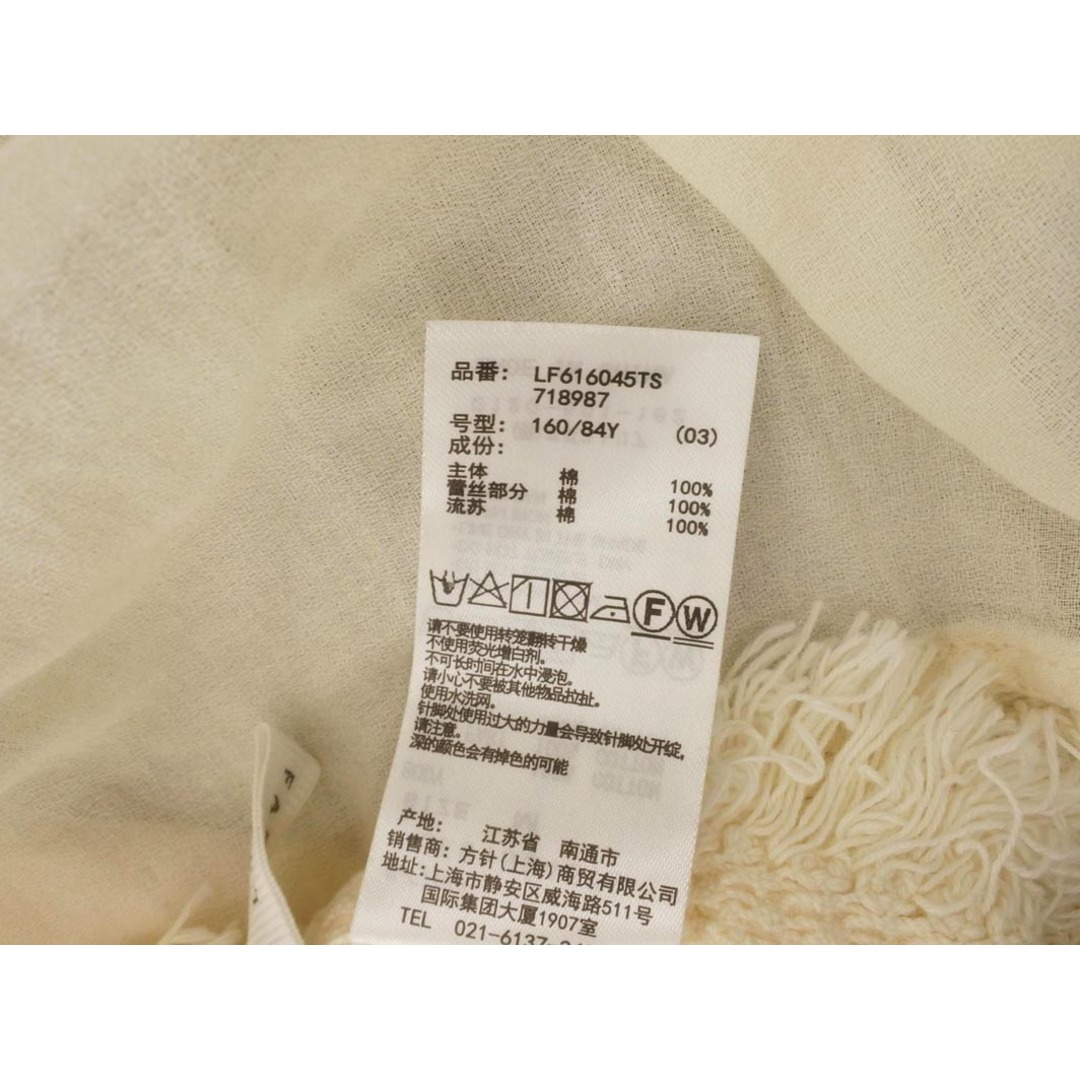 品番： LF616045TS
718987
号型： 160/84Y (03)
成份：
主体 棉 100%
蕾丝部分 棉 100%
流苏 棉 100%
F W
请不要使用转笼翻转干燥
不使用荧光增白剂。
不可长时间在水中浸泡。
请小心不要被其他物品拉扯。
使用水洗网。
针脚处使用过大的力量会导致针脚处开绽，
请注意。
深的颜色会有掉色的可能
产地： 江苏省 南通市
销售商：方针(上海)商贸有限公司
地址：上海市静安区威海路511号
国际集团大厦1907室
TEL 021-6137-